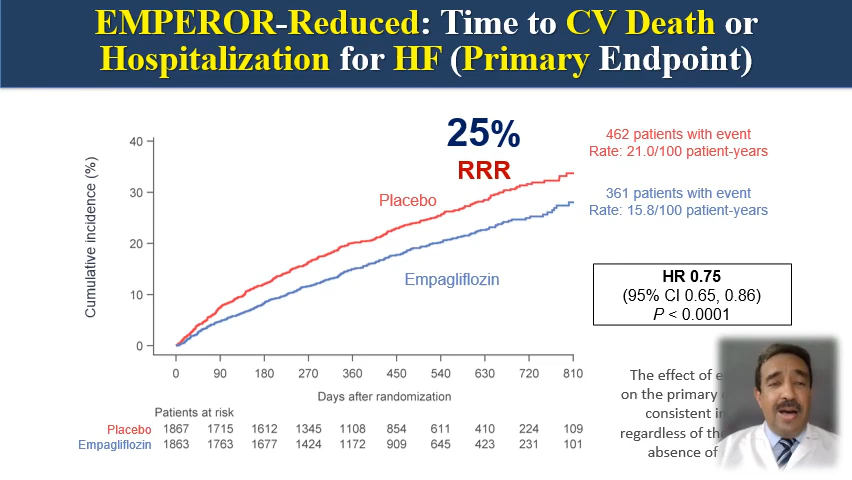 EMPEROR-Reduced: Time to CV Death or
Hospitalization for HF (Primary Endpoint)
25%
RRR
462 patients with event
Rate: 21.0/100 patient-years
361 patients with event
Rate: 15.8/100 patient-years
Placebo
Empagliflozin
HR 0.75
(95% CI 0.65, 0.86)
P < 0.0001
Cumulative incidence (%)
40
30
20
10
0
0 90 180 270 360 450 540 630 720 810
Days after randomization
Patients at risk
Placebo 1867 1715 1612 1345 1108 854 611 410 224 109
Empagliflozin 1863 1763 1677 1424 1172 909 645 423 231 101
The effect of
on the primary
consistent
regardless of the
absence of